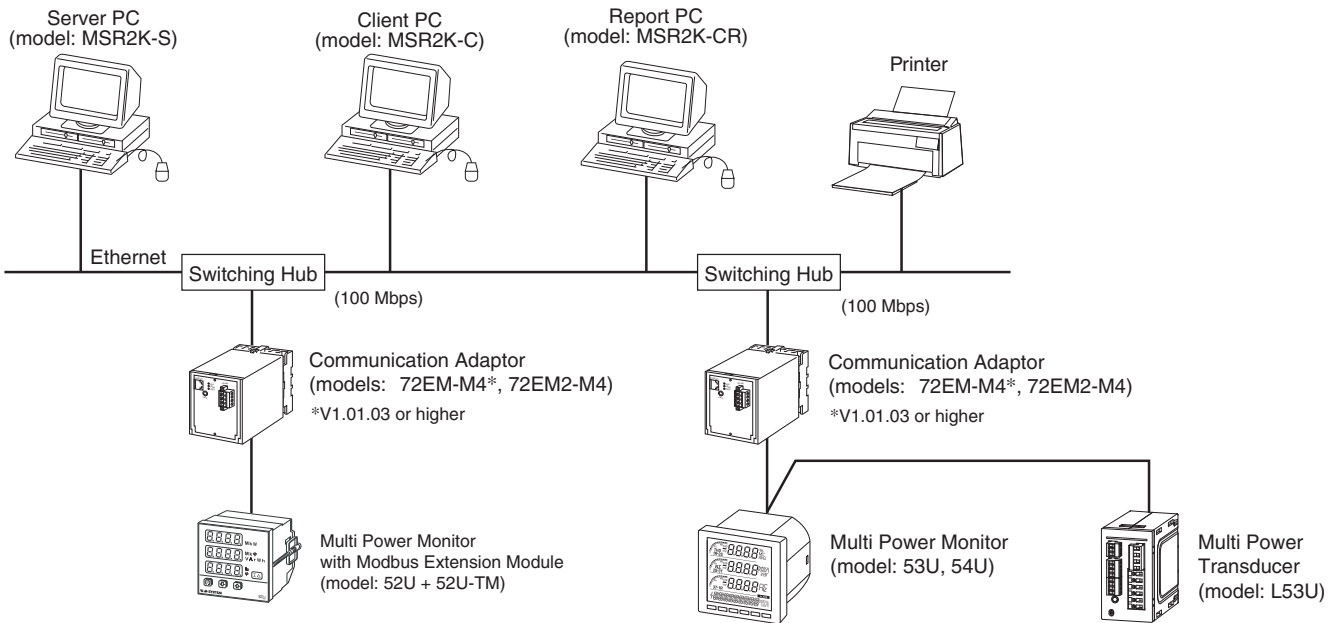 Server PC
(model: MSR2K-S)
Client PC
(model: MSR2K-C)
Report PC
(model: MSR2K-CR)
Printer
Ethernet
Switching Hub
(100 Mbps)
Switching Hub
(100 Mbps)
Communication Adaptor
(models: 72EM-M4*, 72EM2-M4)
*V1.01.03 or higher
Communication Adaptor
(models: 72EM-M4*, 72EM2-M4)
*V1.01.03 or higher
Multi Power Monitor
with Modbus Extension Module
(model: 52U + 52U-TM)
Multi Power Monitor
(model: 53U, 54U)
Multi Power
Transducer
(model: L53U)